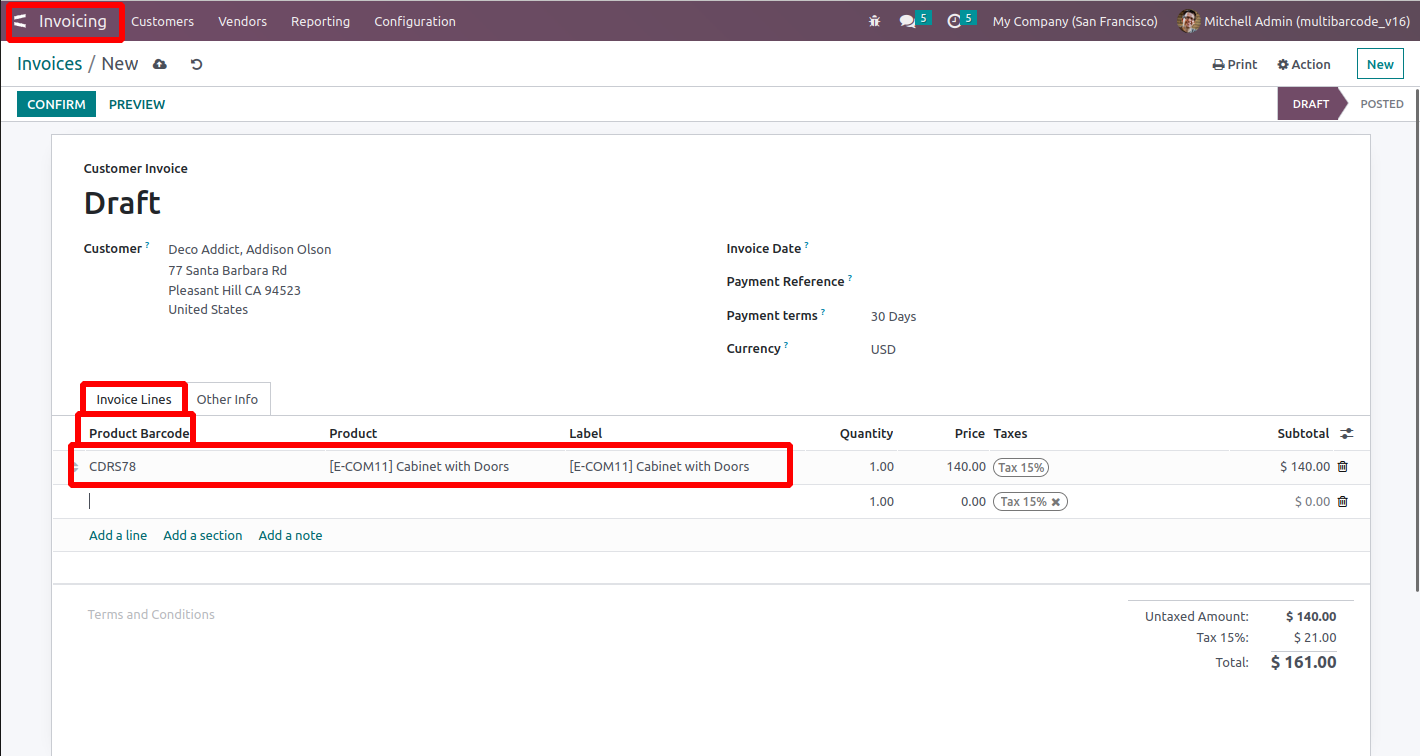 Invoicing Customers Vendors Reporting Configuration 5 5 My Company (San Francisco) Mitchell Admin (multibarcode_v16)
Invoices / New Print Action New
CONFIRM PREVIEW DRAFT POSTED
Customer Invoice
Draft
Customer ? Deco Addict, Addison Olson Invoice Date ?
77 Santa Barbara Rd
Pleasant Hill CA 94523 Payment Reference ?
United States Payment terms ? 30 Days
Currency ? USD
Invoice Lines Other Info
Product Barcode Product Label Quantity Price Taxes Subtotal
CDRS78 [E-COM11] Cabinet with Doors [E-COM11] Cabinet with Doors 1.00 140.00 Tax 15% $ 140.00
1.00 0.00 Tax 15% × $ 0.00
Add a line Add a section Add a note
Terms and Conditions Untaxed Amount: $ 140.00
Tax 15%: $ 21.00
Total: $ 161.00